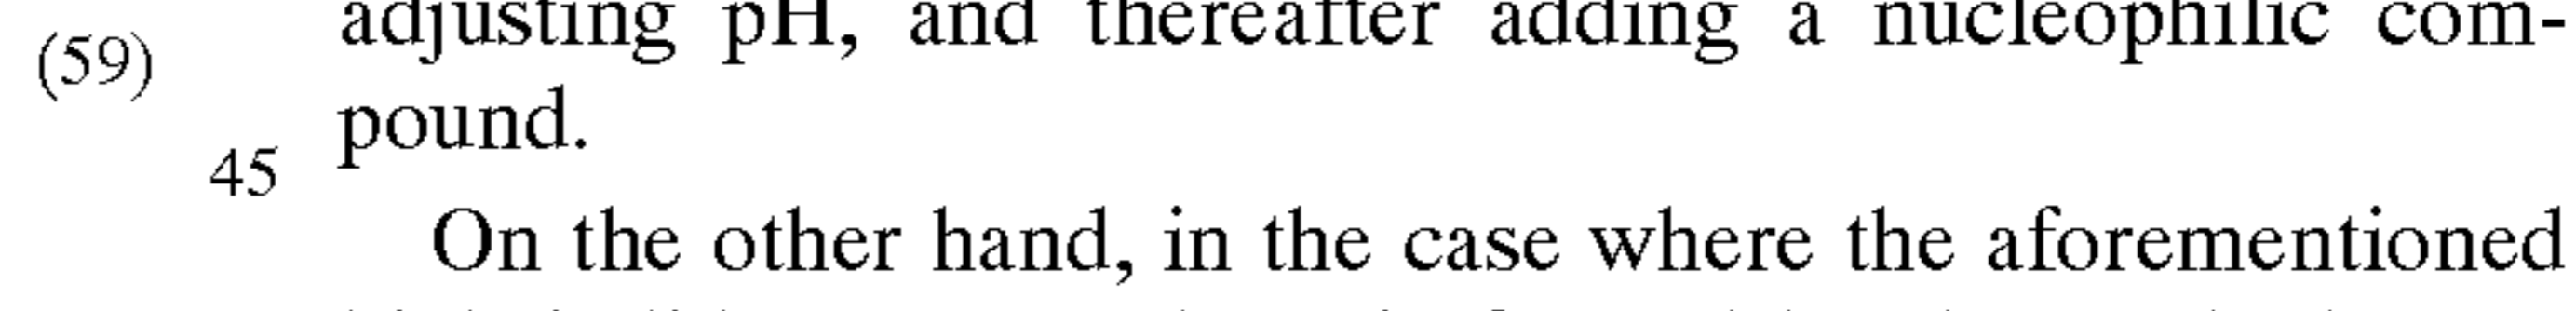 adjusting pH, and thereafter adding a nucleophilic com-
(59)
pound.
45
On the other hand, in the case where the aforementioned